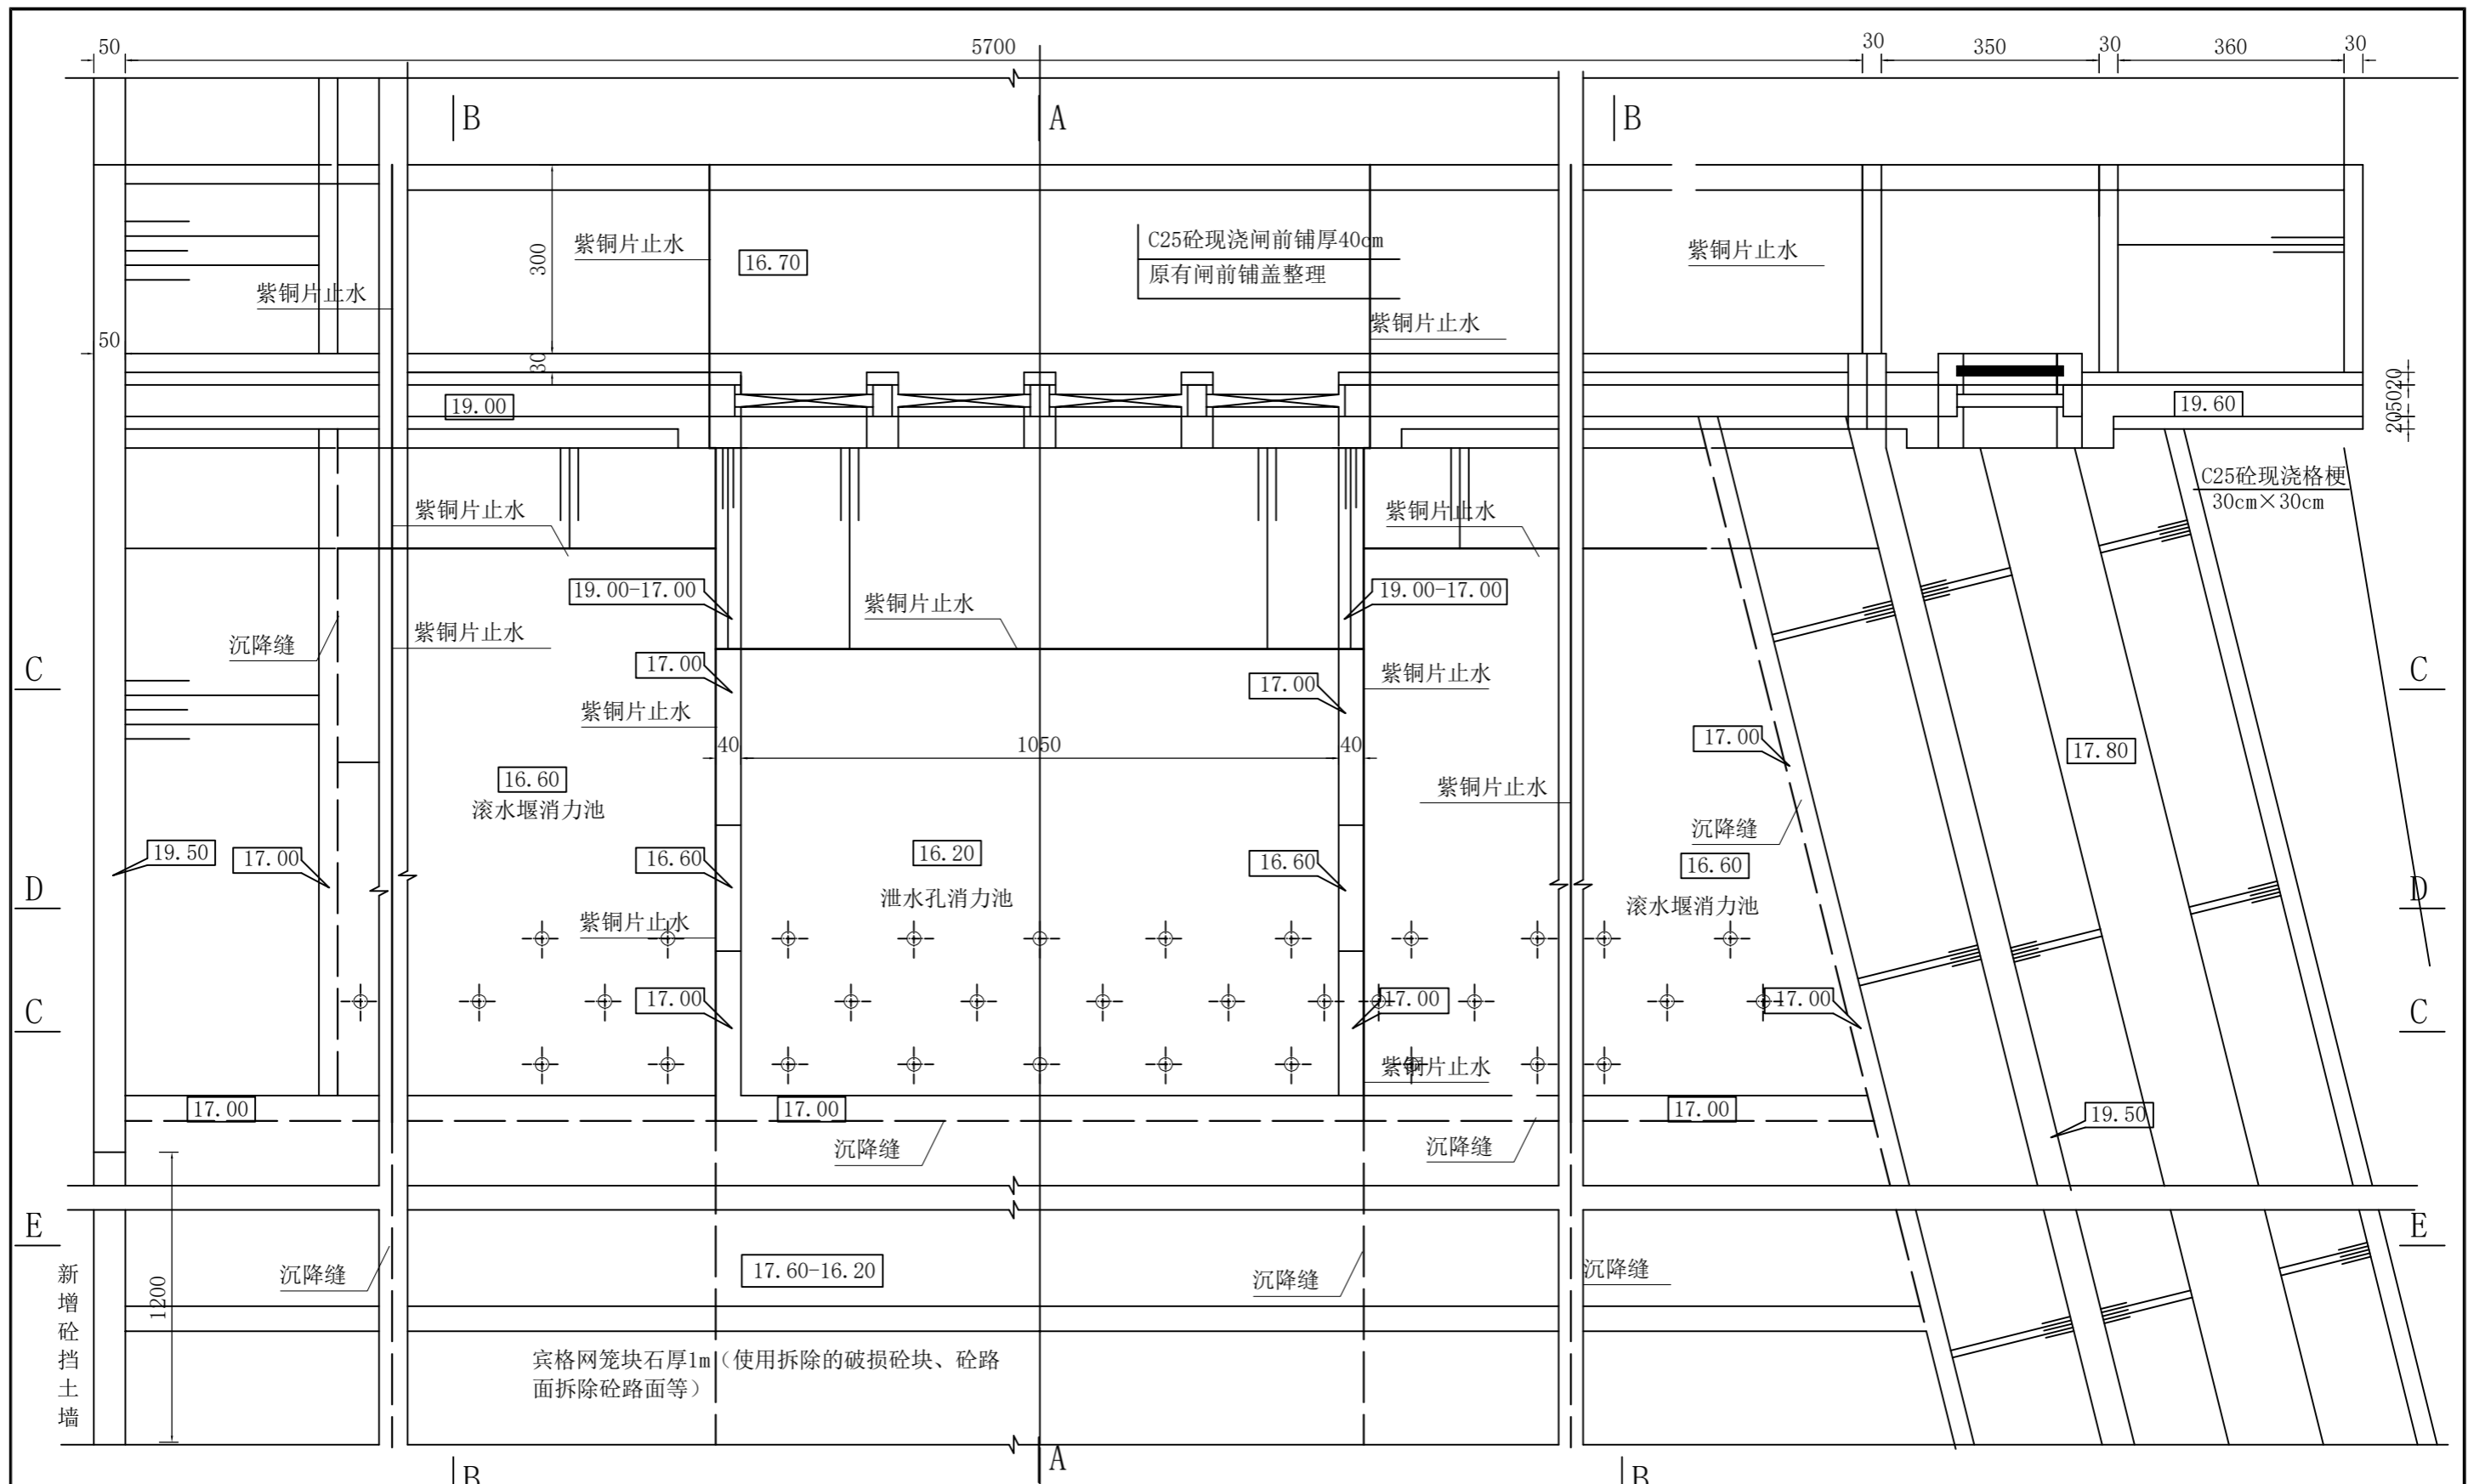 50
5700
30
350
30
360
30
B
A
B
300
紫铜片止水
16.70
C25砼现浇闸前铺厚40cm
原有闸前铺盖整理
紫铜片止水
紫铜片止水
紫铜片止水
50
30
19.00
19.60
20
50
20
C25砼现浇格梗
30cm×30cm
紫铜片止水
紫铜片止水
19.00-17.00
紫铜片止水
19.00-17.00
沉降缝
紫铜片止水
C
17.00
17.00
紫铜片止水
C
紫铜片止水
40
1050
40
17.00
17.80
16.60
滚水堰消力池
紫铜片止水
沉降缝
19.50
17.00
16.60
16.20
16.60
16.60
D
泄水孔消力池
滚水堰消力池
D
紫铜片止水
C
17.00
17.00
17.00
C
紫铜片止水
17.00
17.00
17.00
19.50
沉降缝
沉降缝
E
E
沉降缝
17.60-16.20
沉降缝
沉降缝
新增砼挡土墙
1200
宾格网笼块石厚1m（使用拆除的破损砼块、砼路
面拆除砼路面等）
B
A
B